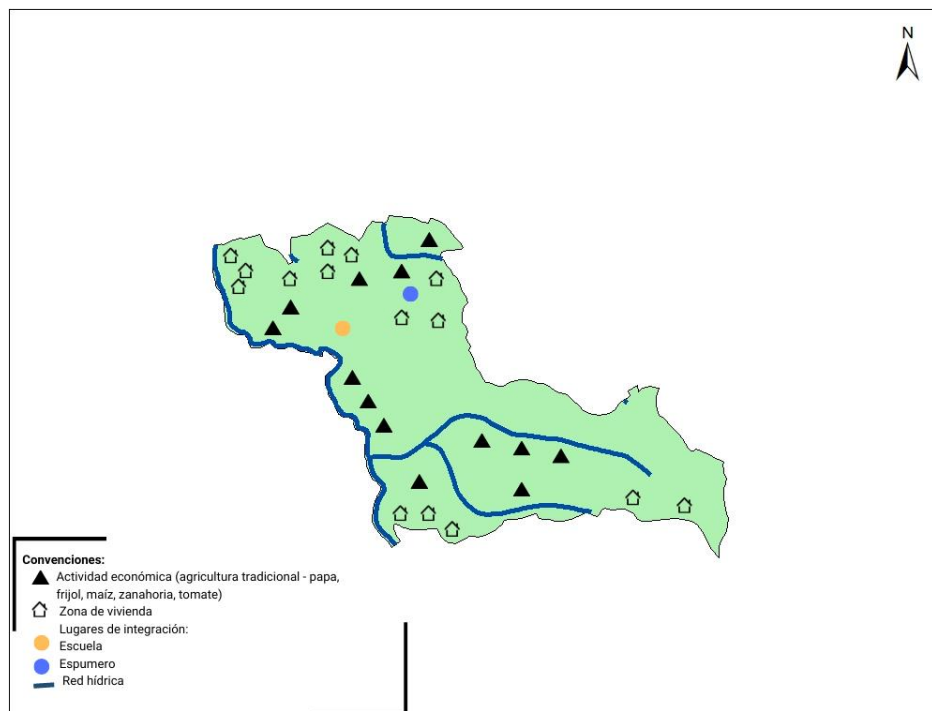 N
Convenciones:
Actividad económica (agricultura tradicional - papa,
frijol, maíz, zanahoria, tomate)
Zona de vivienda
Lugares de integración:
Escuela
Espumero
Red hídrica